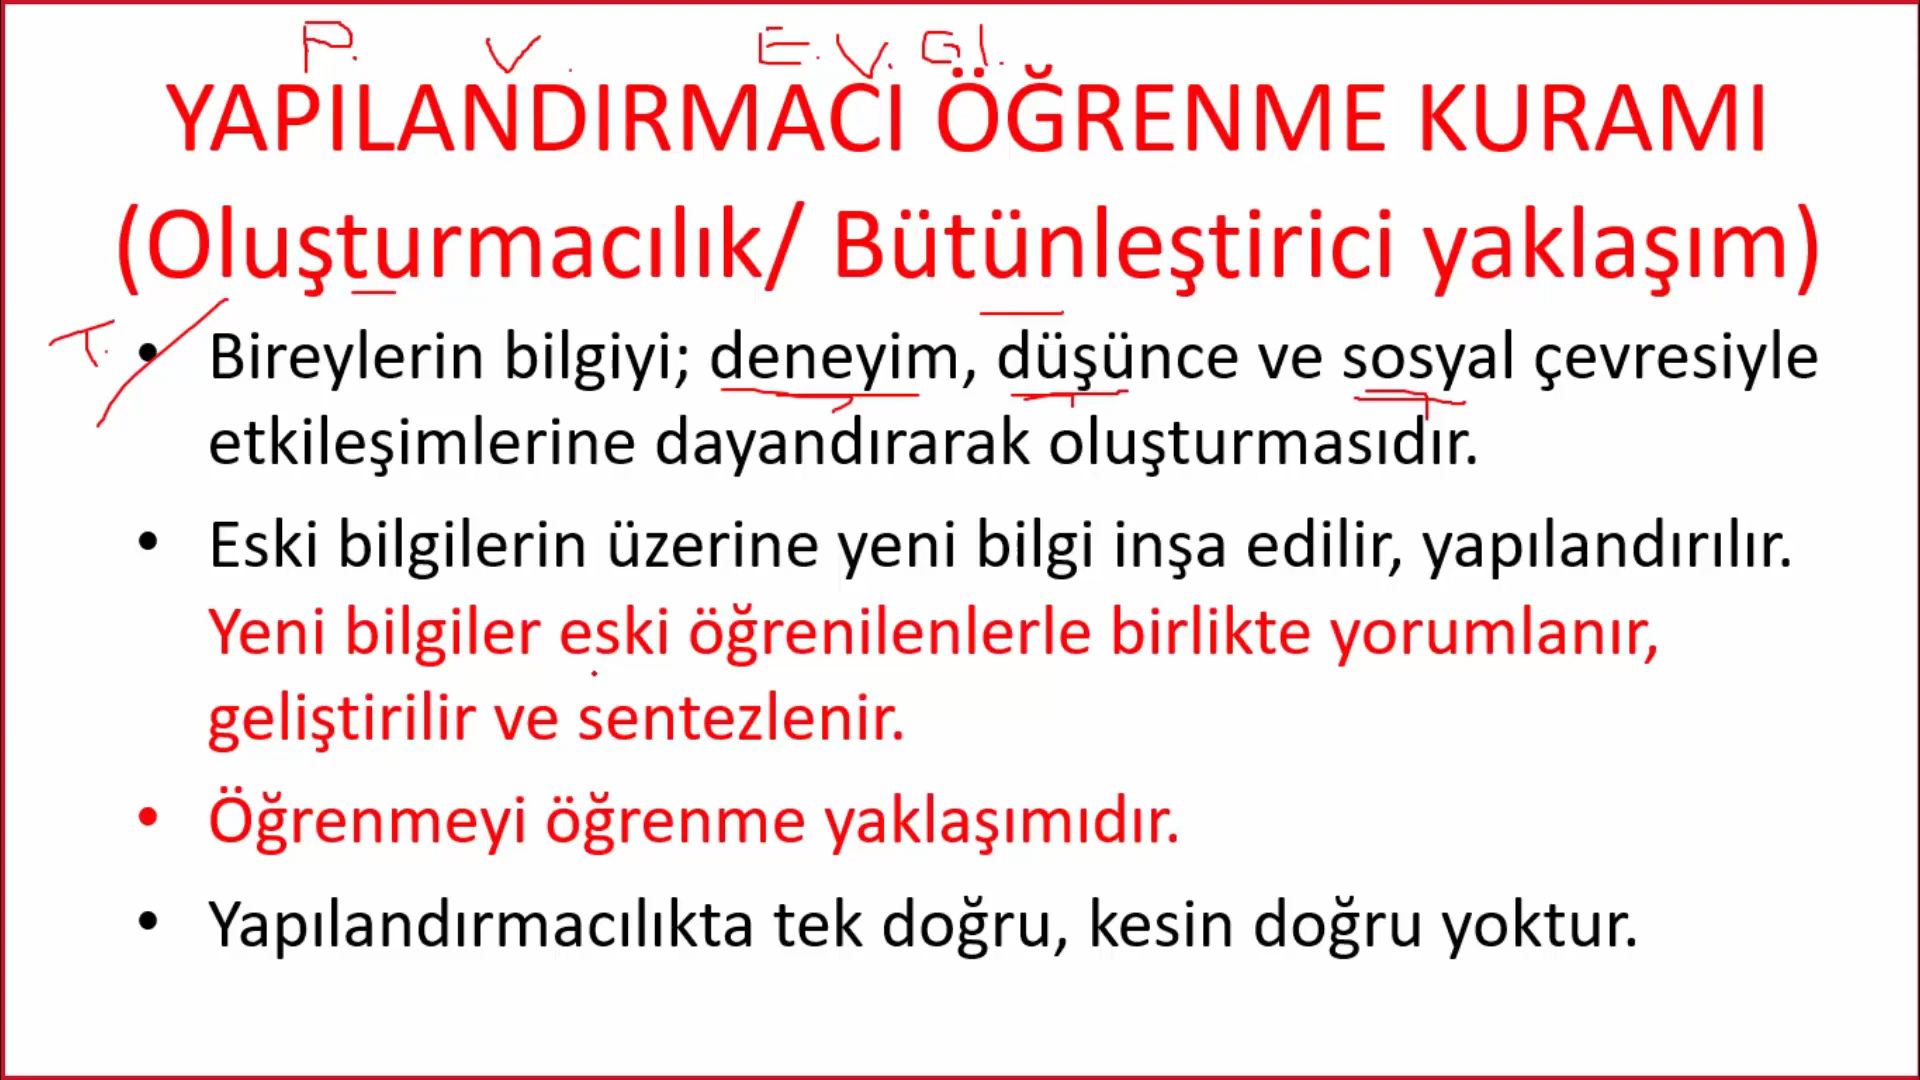 P. V. E.V.G.I.
YAPILANDIRMACI ÖĞRENME KURAMI
(Oluşturmacılık/ Bütünleştirici yaklaşım)
T.
• Bireylerin bilgiyi; deneyim, düşünce ve sosyal çevresiyle
etkileşimlerine dayandırarak oluşturmasıdır.
• Eski bilgilerin üzerine yeni bilgi inşa edilir, yapılandırılır.
Yeni bilgiler eski öğrenilenlerle birlikte yorumlanır,
geliştirilir ve sentezlenir.
• Öğrenmeyi öğrenme yaklaşımıdır.
• Yapılandırmacılıkta tek doğru, kesin doğru yoktur.